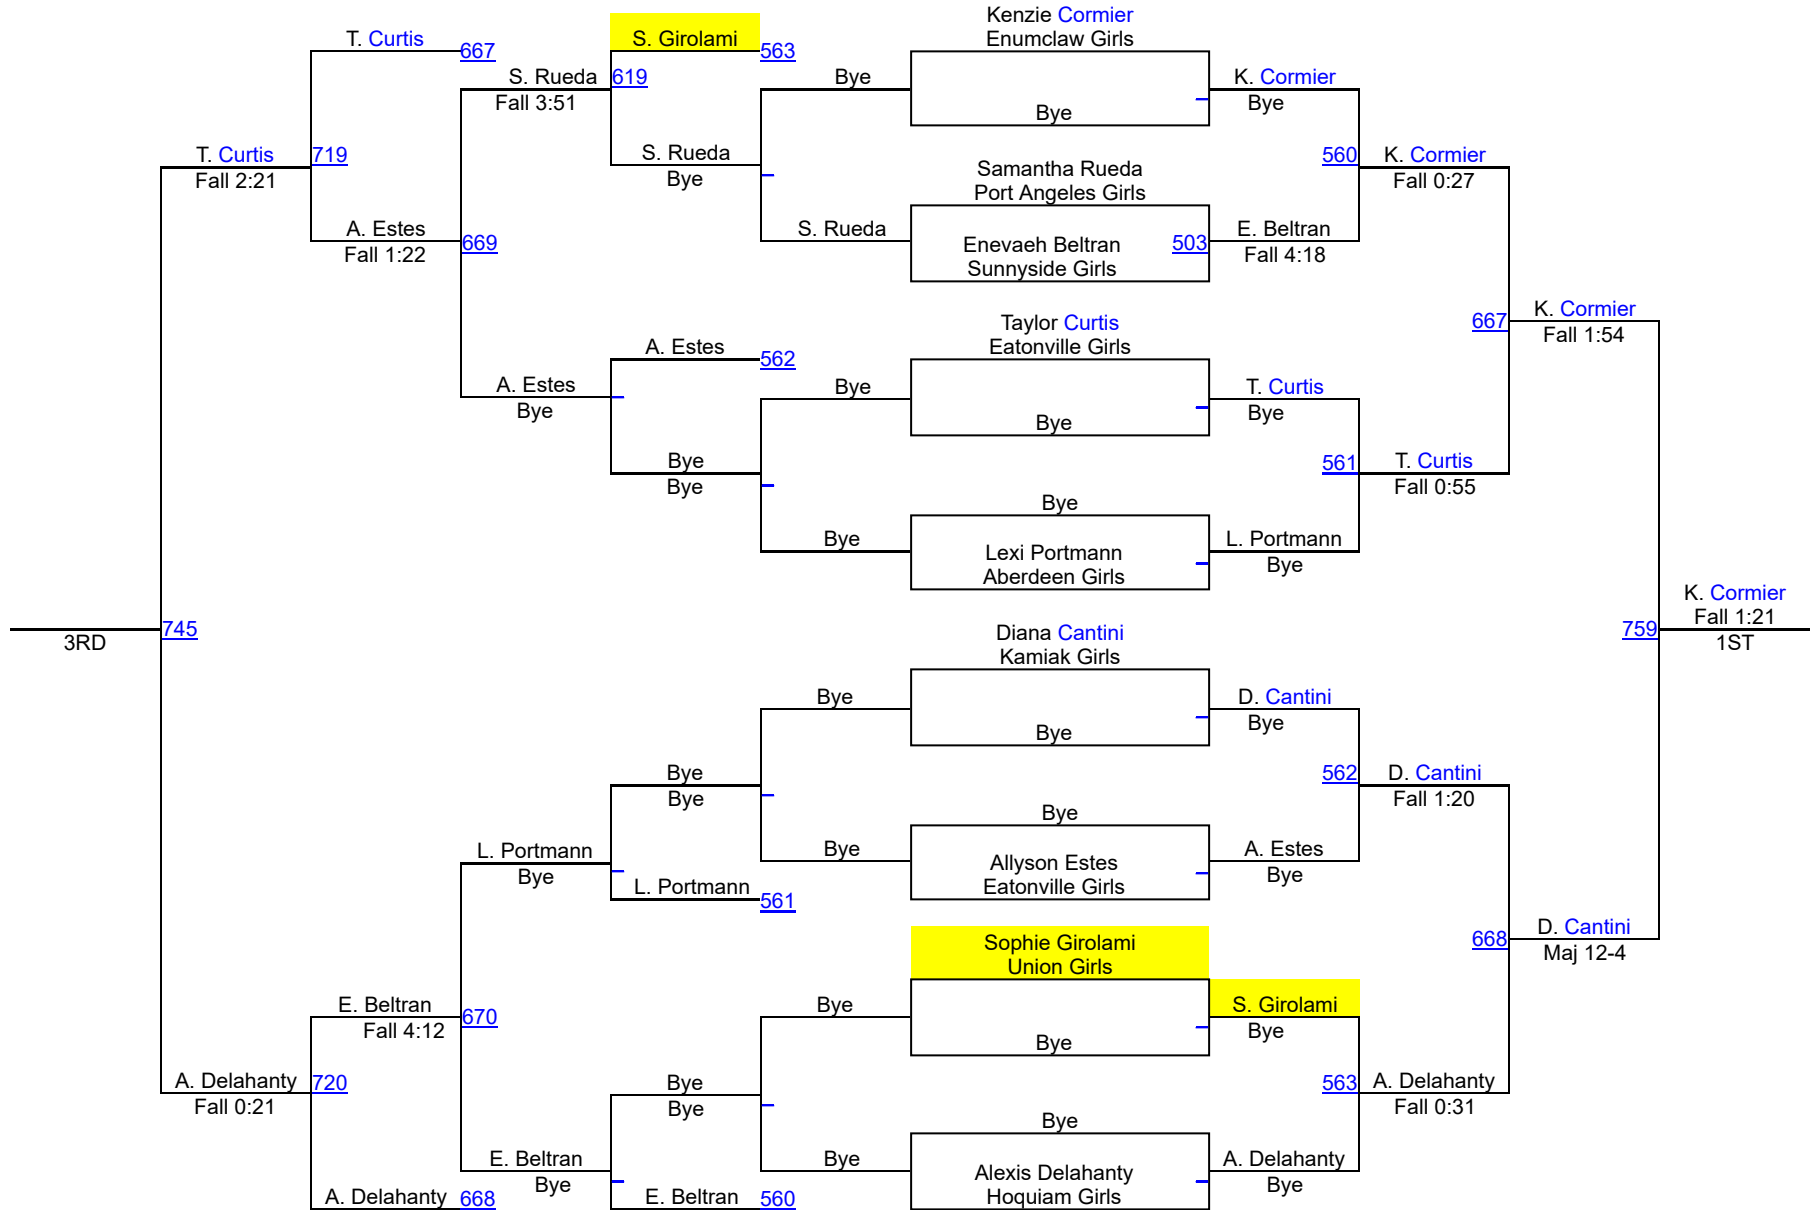 Kenzie Cormier
T. Curtis
S. Girolami
Enumclaw Girls
667
563
S. Rueda
619
Bye
K. Cormier
Fall 3:51
Bye
Bye
T. Curtis
719
S. Rueda
560
K. Cormier
Fall 2:21
Bye
Samantha Rueda
Fall 0:27
Port Angeles Girls
A. Estes
S. Rueda
E. Beltran
Fall 1:22
669
Enevaeh Beltran
503
Fall 4:18
Sunnyside Girls
Taylor Curtis
667
K. Cormier
A. Estes
562
Eatonville Girls
Fall 1:54
A. Estes
Bye
T. Curtis
Bye
Bye
Bye
Bye
561
T. Curtis
Bye
Fall 0:55
Bye
Bye
Lexi Portmann
L. Portmann
Aberdeen Girls
Bye
K. Cormier
745
Diana Cantini
759
Fall 1:21
3RD
Kamiak Girls
1ST
Bye
D. Cantini
Bye
Bye
Bye
562
D. Cantini
Bye
Bye
Fall 1:20
L. Portmann
Bye
Allyson Estes
A. Estes
Bye
L. Portmann
561
Eatonville Girls
Bye
Sophie Girolami
668
D. Cantini
Union Girls
Maj 12-4
E. Beltran
670
Bye
S. Girolami
Fall 4:12
Bye
Bye
A. Delahanty
720
Bye
563
A. Delahanty
Fall 0:21
Bye
Bye
Fall 0:31
E. Beltran
Bye
Alexis Delahanty
A. Delahanty
Bye
A. Delahanty
668
E. Beltran
560
Hoquiam Girls
Bye